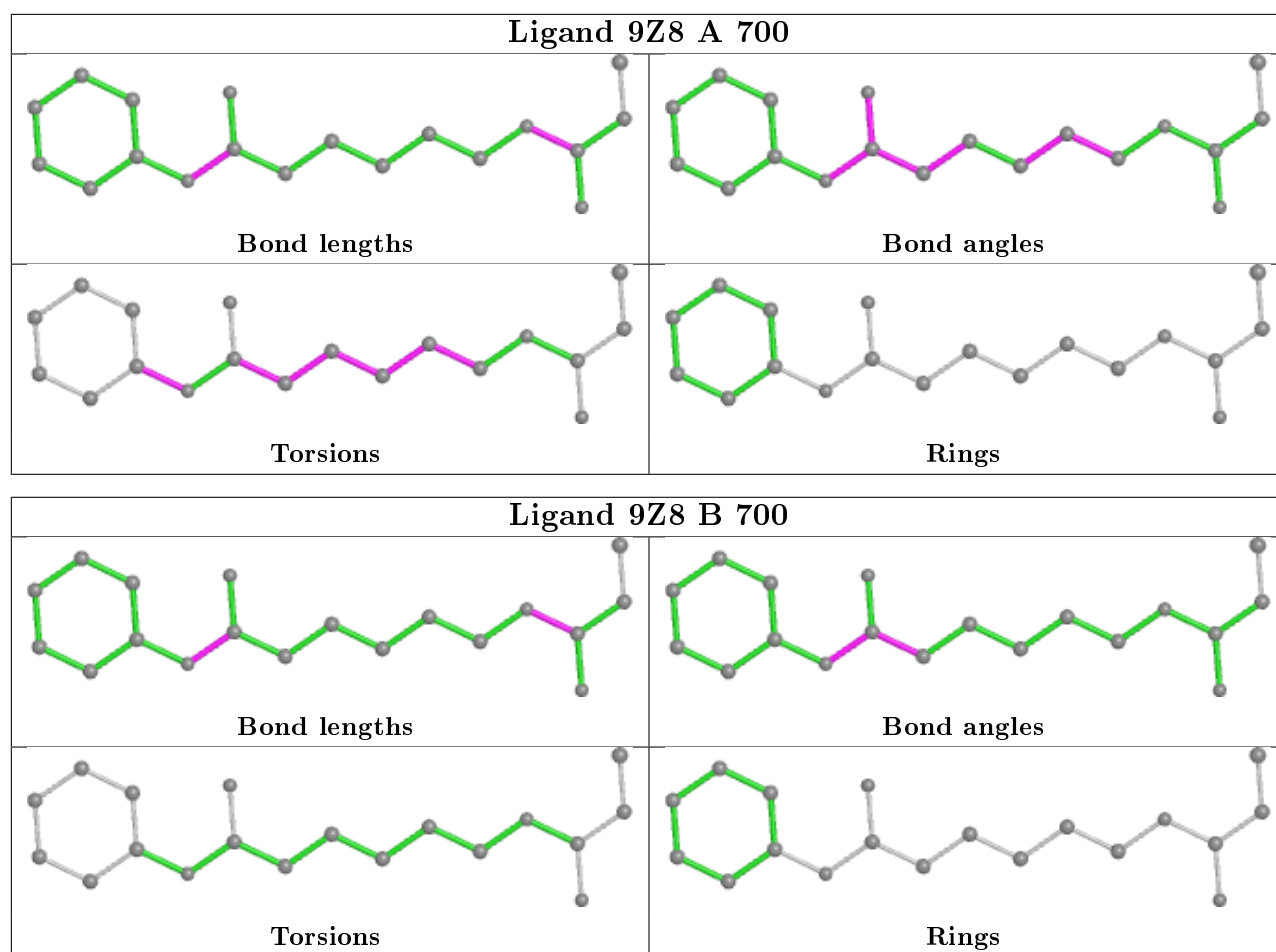 Ligand 9Z8 A 700
Bond lengths
Bond angles
Torsions
Rings
Ligand 9Z8 B 700
Bond lengths
Bond angles
Torsions
Rings